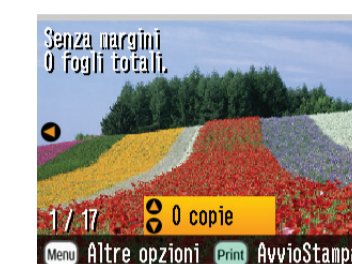 Senza margini
0 fogli totali.
1/17
0 copie
Menu Altre opzioni Print AvvioStampa